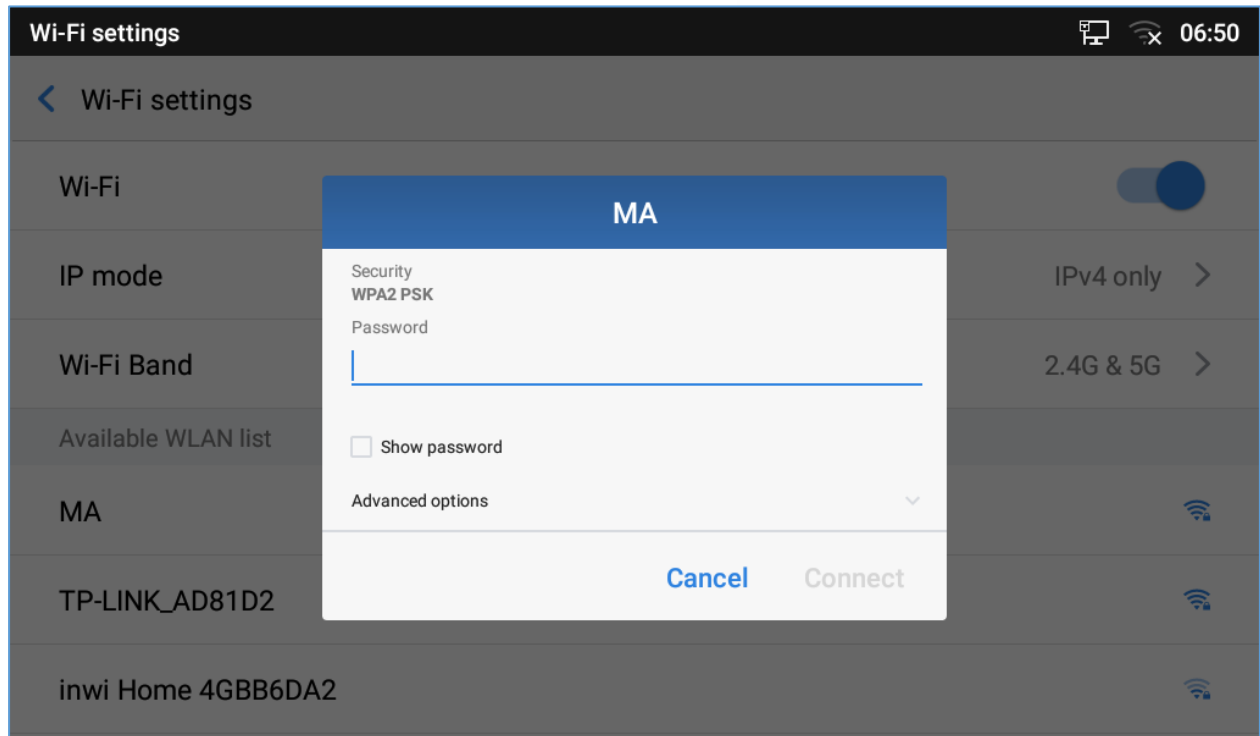 Wi-Fi settings 06:50
Wi-Fi settings
Wi-Fi
MA
IP mode IPv4 only
Security
WPA2 PSK
Password
Wi-Fi Band 2.4G & 5G
Available WLAN list
Show password
Advanced options
MA
Cancel Connect
TP-LINK_AD81D2
inwi Home 4GBB6DA2